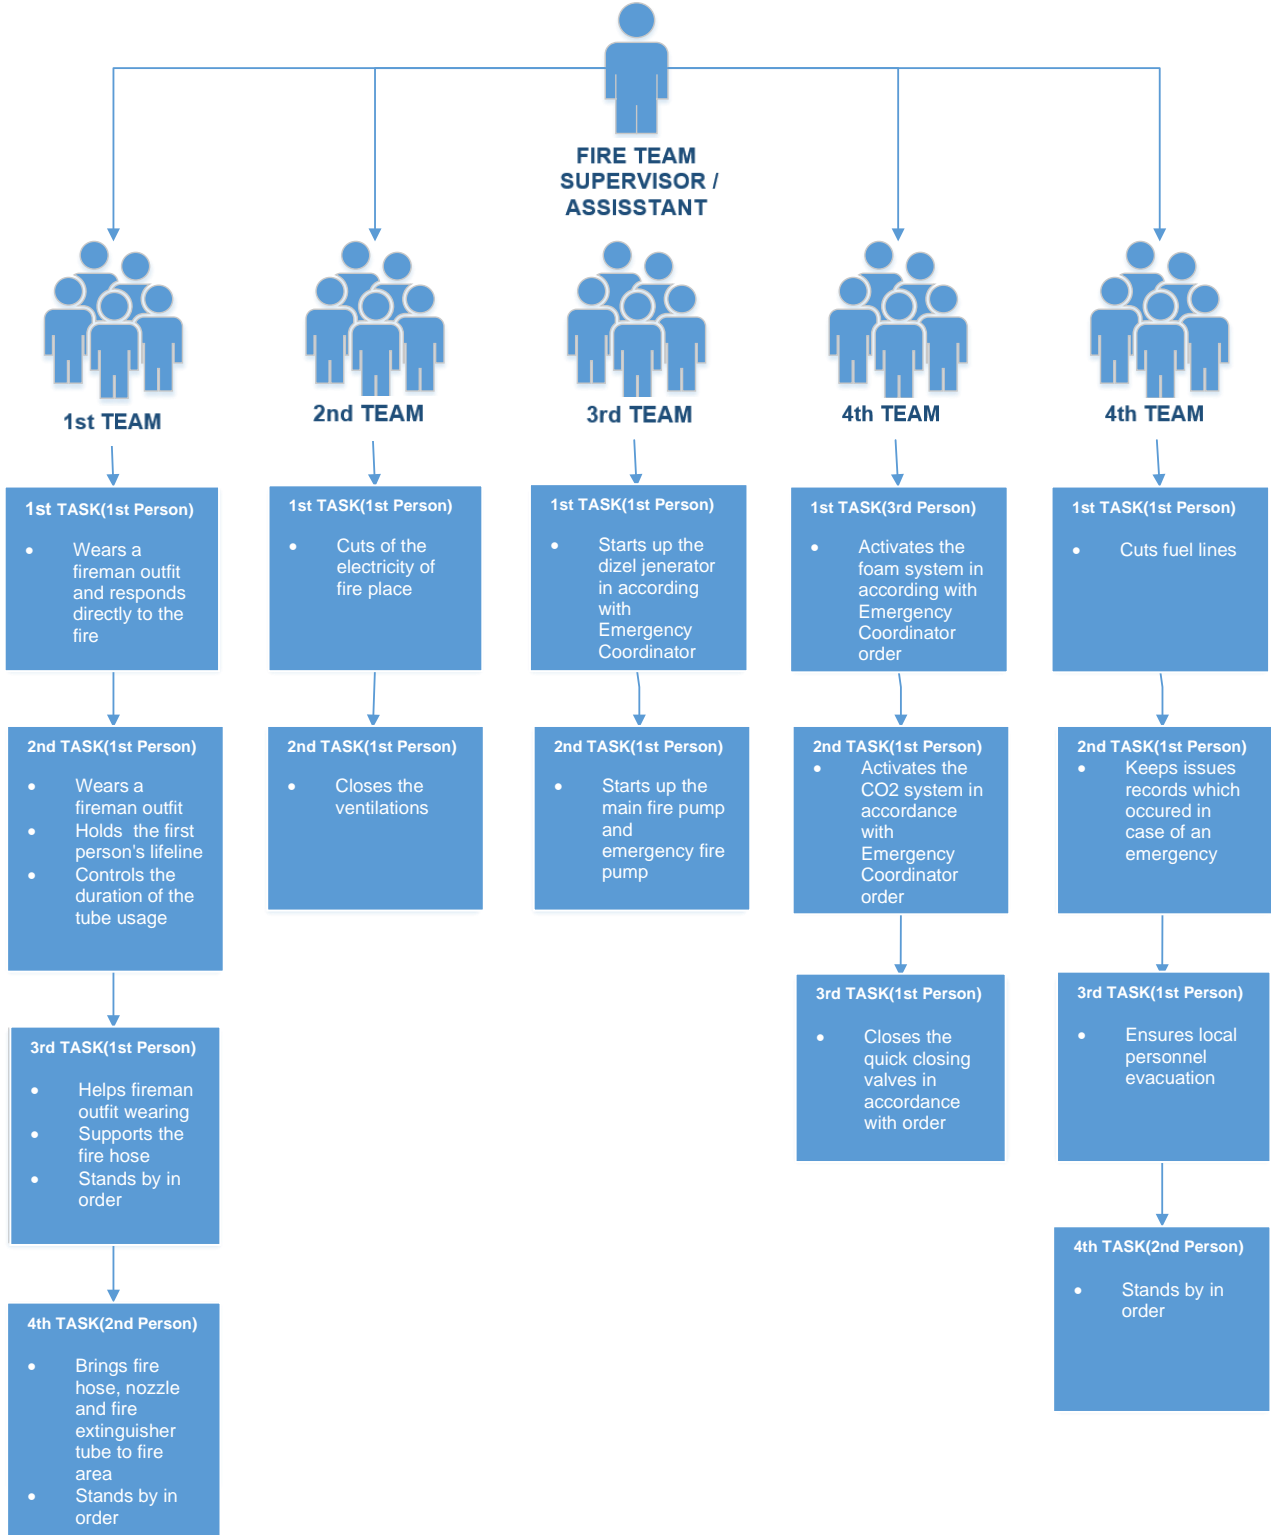 FIRE TEAM
SUPERVISOR /
ASSISSTANT
1st TEAM
2nd TEAM
3rd TEAM
4th TEAM
4th TEAM
1st TASK(1st Person)
• Wears a
fireman outfit
and responds
directly to the
fire
2nd TASK(1st Person)
• Wears a
fireman outfit
• Holds the first
person's lifeline
• Controls the
duration of the
tube usage
3rd TASK(1st Person)
• Helps fireman
outfit wearing
• Supports the
fire hose
• Stands by in
order
4th TASK(2nd Person)
• Brings fire
hose, nozzle
and fire
extinguisher
tube to fire
area
• Stands by in
order
1st TASK(1st Person)
• Cuts of the
electricity of
fire place
2nd TASK(1st Person)
• Closes the
ventilations
1st TASK(1st Person)
• Starts up the
dizel jenerator
in according
with
Emergency
Coordinator
2nd TASK(1st Person)
• Starts up the
main fire pump
and
emergency fire
pump
1st TASK(3rd Person)
• Activates the
foam system in
according with
Emergency
Coordinator
order
2nd TASK(1st Person)
• Activates the
CO2 system in
accordance
with
Emergency
Coordinator
order
3rd TASK(1st Person)
• Closes the
quick closing
valves in
accordance
with order
1st TASK(1st Person)
• Cuts fuel lines
2nd TASK(1st Person)
• Keeps issues
records which
occured in
case of an
emergency
3rd TASK(1st Person)
• Ensures local
personnel
evacuation
4th TASK(2nd Person)
• Stands by in
order